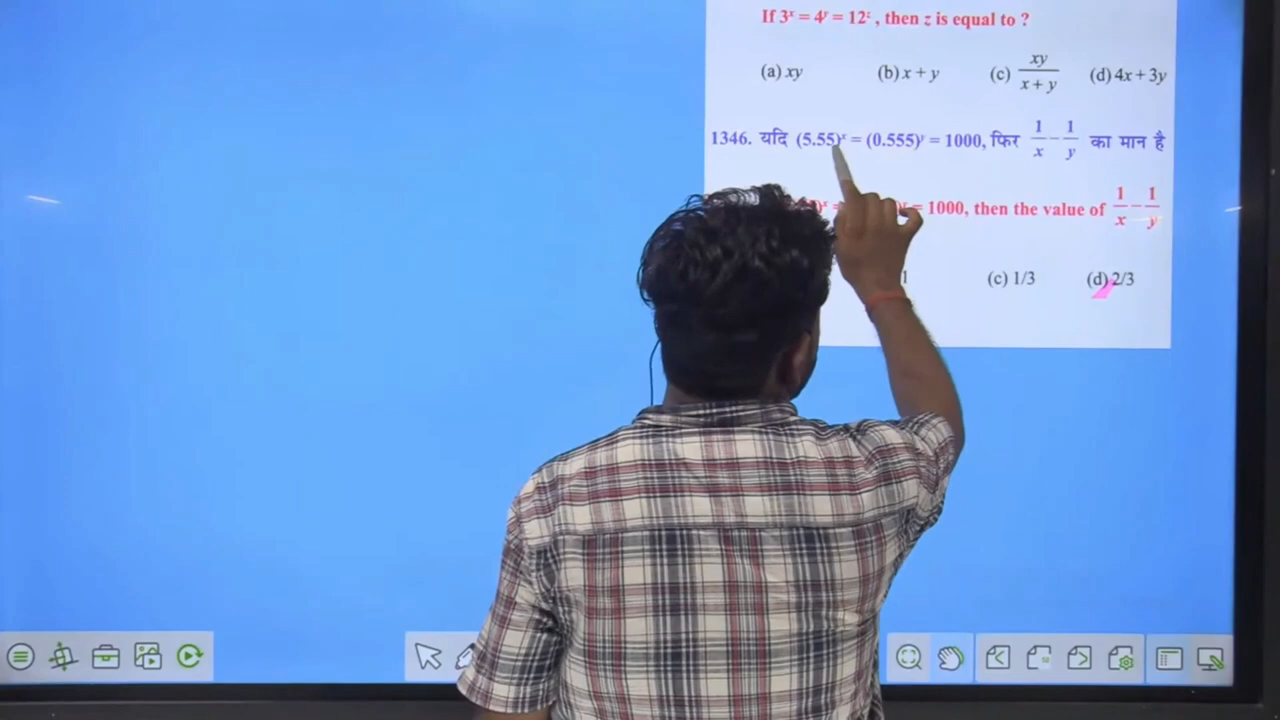 If 3ˣ = 4ʸ = 12ᶻ , then z is equal to ?
(a) xy (b) x + y (c) xy/x + y (d) 4x + 3y
1346. यदि (5.55)ˣ = (0.555)ʸ = 1000, फिर 1/x - 1/y का मान है
= 1000, then the value of 1/x - 1/y
(c) 1/3 (d) 2/3